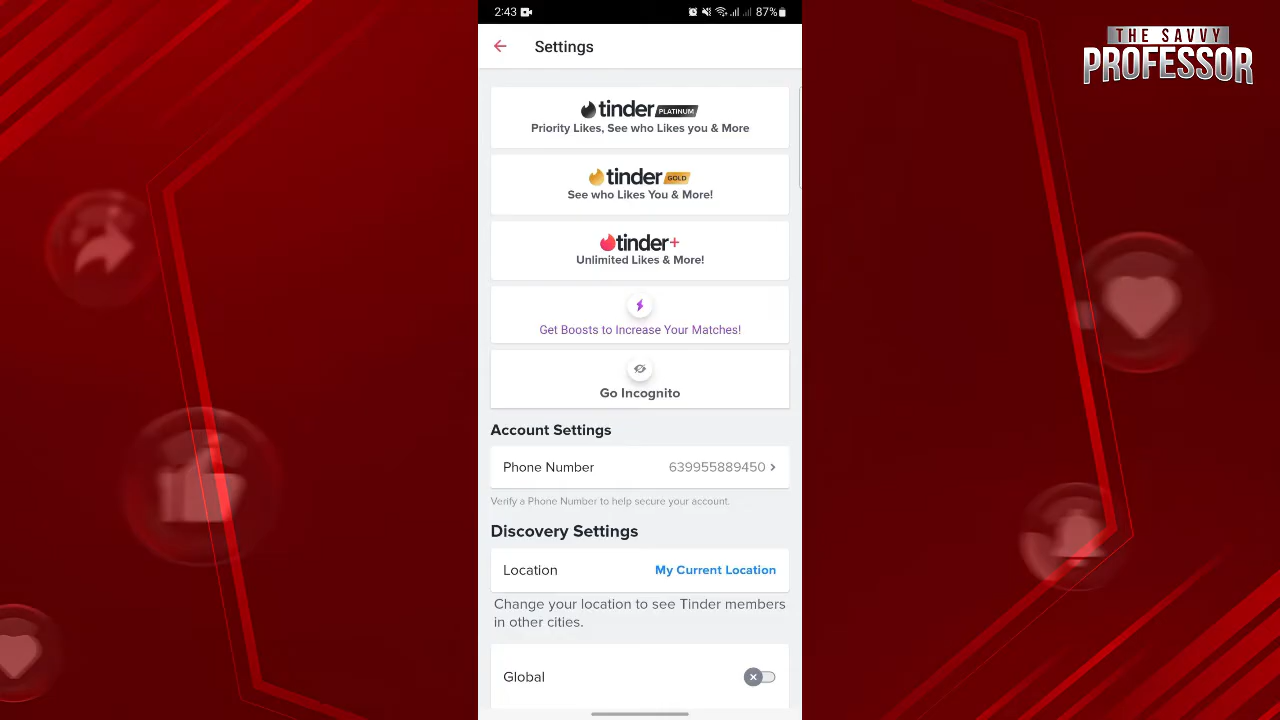 2:43
87%
THE SAVVY
PROFESSOR
Settings
tinder PLATINUM
Priority Likes, See who Likes you & More
tinder GOLD
See who Likes You & More!
tinder+
Unlimited Likes & More!
Get Boosts to Increase Your Matches!
Go Incognito
Account Settings
Phone Number 639955889450 >
Verify a Phone Number to help secure your account.
Discovery Settings
Location My Current Location
Change your location to see Tinder members
in other cities.
Global